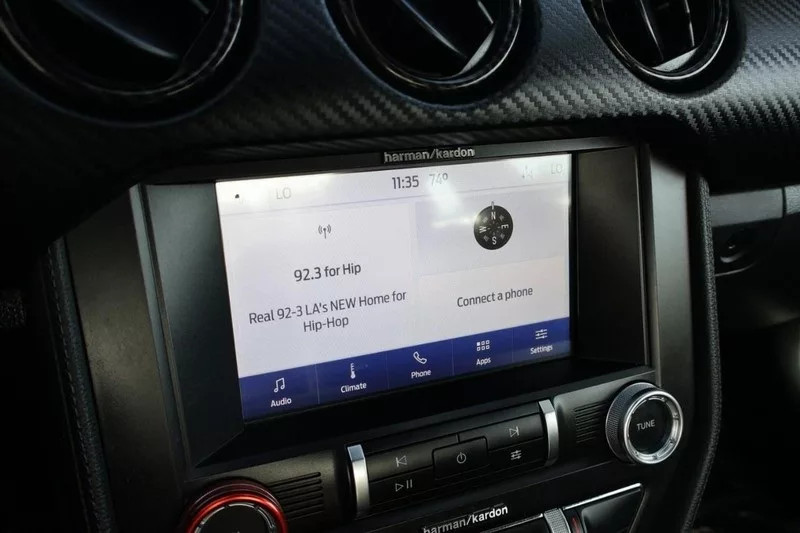 harman/kardon
LO 11:35 74° LO
92.3 for Hip
Real 92-3 LA's NEW Home for
Hip-Hop
N
W E
S
Connect a phone
Audio Climate Phone Apps Settings
TUNE
harman/kardon